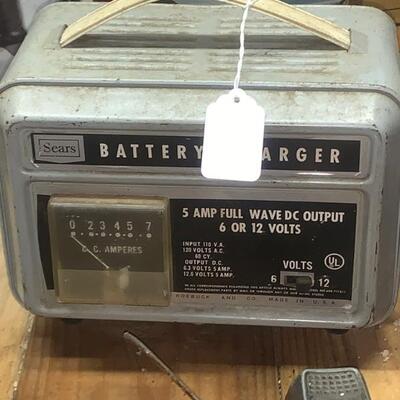 Sears
BATTERY ARGER
5 AMP FULL WAVE DC OUTPUT
6 OR 12 VOLTS
0 2 3 4 5 7
D.C. AMPERES
INPUT 110 V.A.
120 VOLTS A.C.
60 CY.
OUTPUT D.C.
6.3 VOLTS 5 AMP.
12.6 VOLTS 5 AMP.
VOLTS
6 12
UL
ROEBUCK AND CO. MADE IN U.S.A.